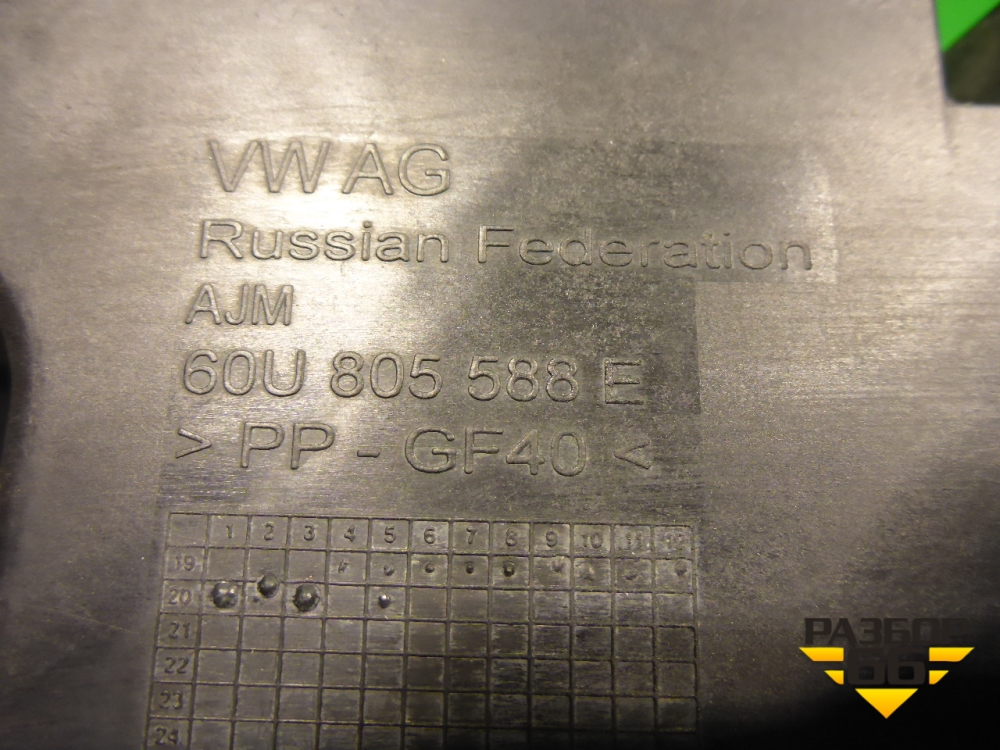 VW AG
Russian Federation
AJM
60U 805 588 E
> PP - GF40 <
1 2 3 4 5 6 7 8 9 10 11 12
19
20
21
22
23
24
РАЗБОР
66